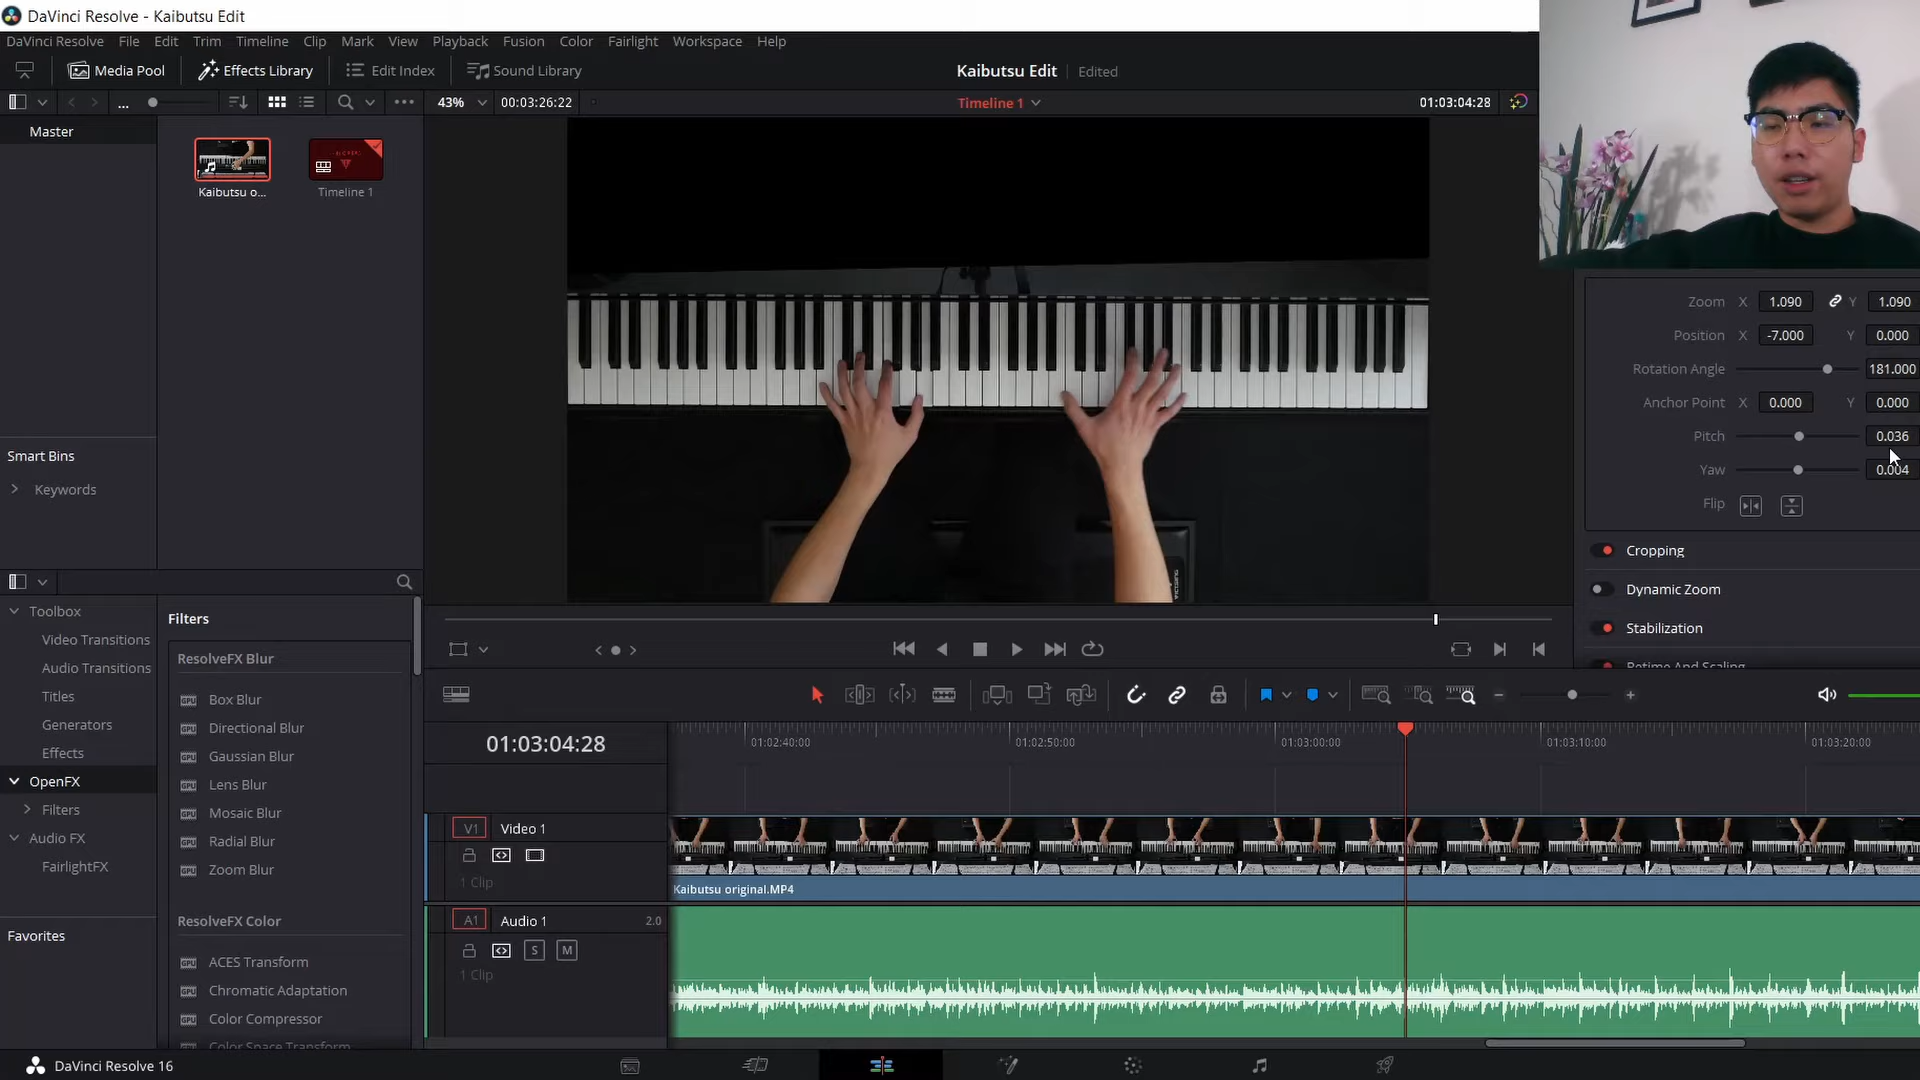 DaVinci Resolve - Kaibutsu Edit
DaVinci Resolve File Edit Trim Timeline Clip Mark View Playback Fusion Color Fairlight Workspace Help
Media Pool Effects Library Edit Index Sound Library Kaibutsu Edit Edited
... 43% 00:03:26:22 Timeline 1 01:03:04:28
Master
Kaibutsu o... Timeline 1
Zoom X 1.090 Y 1.090
Position X -7.000 Y 0.000
Rotation Angle 181.000
Anchor Point X 0.000 Y 0.000
Pitch 0.036
Yaw 0.004
Flip
Cropping
Dynamic Zoom
Stabilization
Retime And Scaling
Smart Bins
Keywords
Toolbox
Video Transitions
Audio Transitions
Titles
Generators
Effects
OpenFX
Filters
Audio FX
FairlightFX
Favorites
Filters
ResolveFX Blur
Box Blur
Directional Blur
Gaussian Blur
Lens Blur
Mosaic Blur
Radial Blur
Zoom Blur
ResolveFX Color
ACES Transform
Chromatic Adaptation
Color Compressor
Color Space Transform
01:03:04:28
01:02:40:00 01:02:50:00 01:03:00:00 01:03:10:00 01:03:20:00
V1 Video 1
1 Clip
Kaibutsu original.MP4
A1 Audio 1 2.0
S M
1 Clip
DaVinci Resolve 16